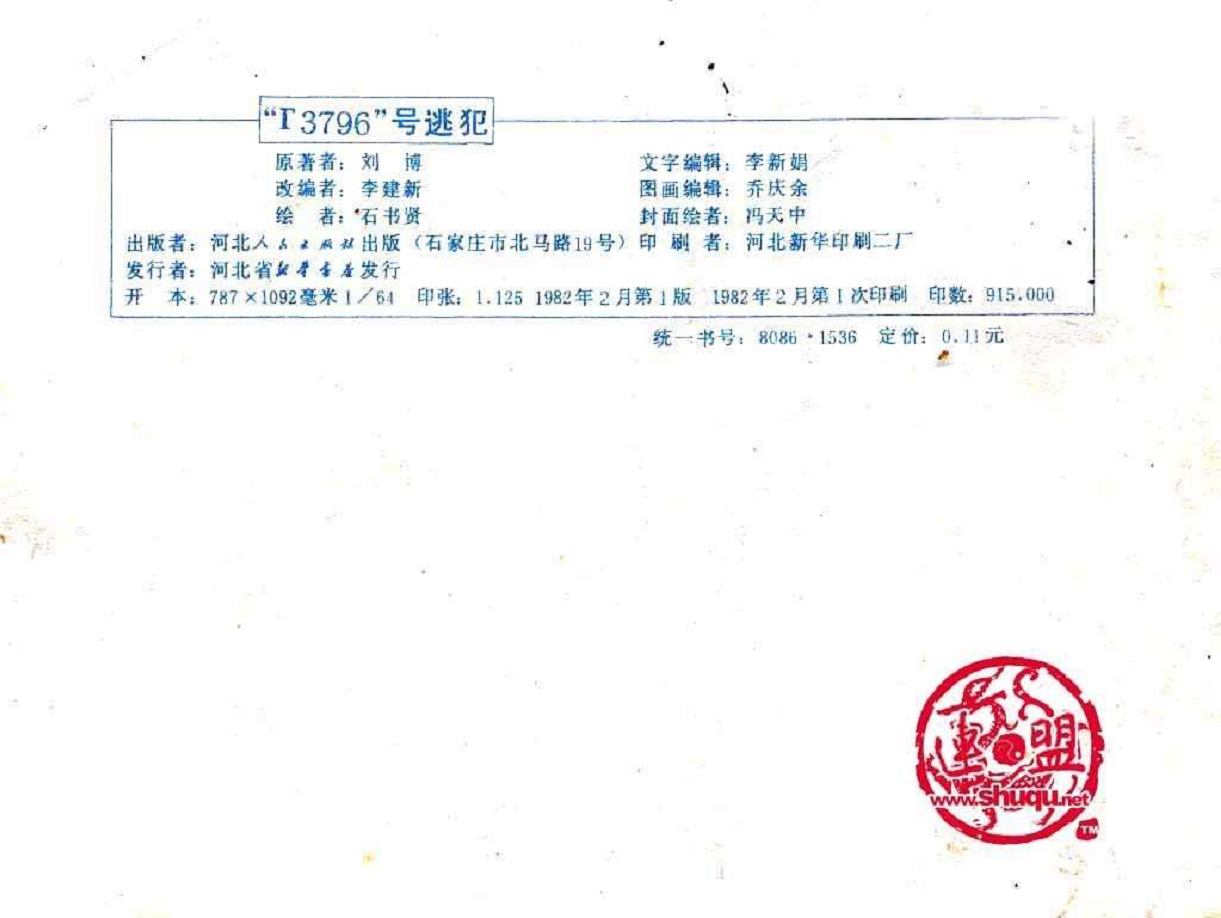 “Г3796”号逃犯
原著者：刘　博　文字编辑：李新娟
改编者：李建新　图画编辑：乔庆余
绘　者：石书贤　封面绘者：冯天中
出版者：河北人民出版社出版（石家庄市北马路19号）印 刷 者：河北新华印刷二厂
发行者：河北省新华书店发行
开　本：787×1092毫米 1／64　印张：1.125　1982年2月第1版　1982年2月第1次印刷　印数：915.000
统一书号：8086·1536　定价：0.11元
連盟
www.shuqu.net
TM